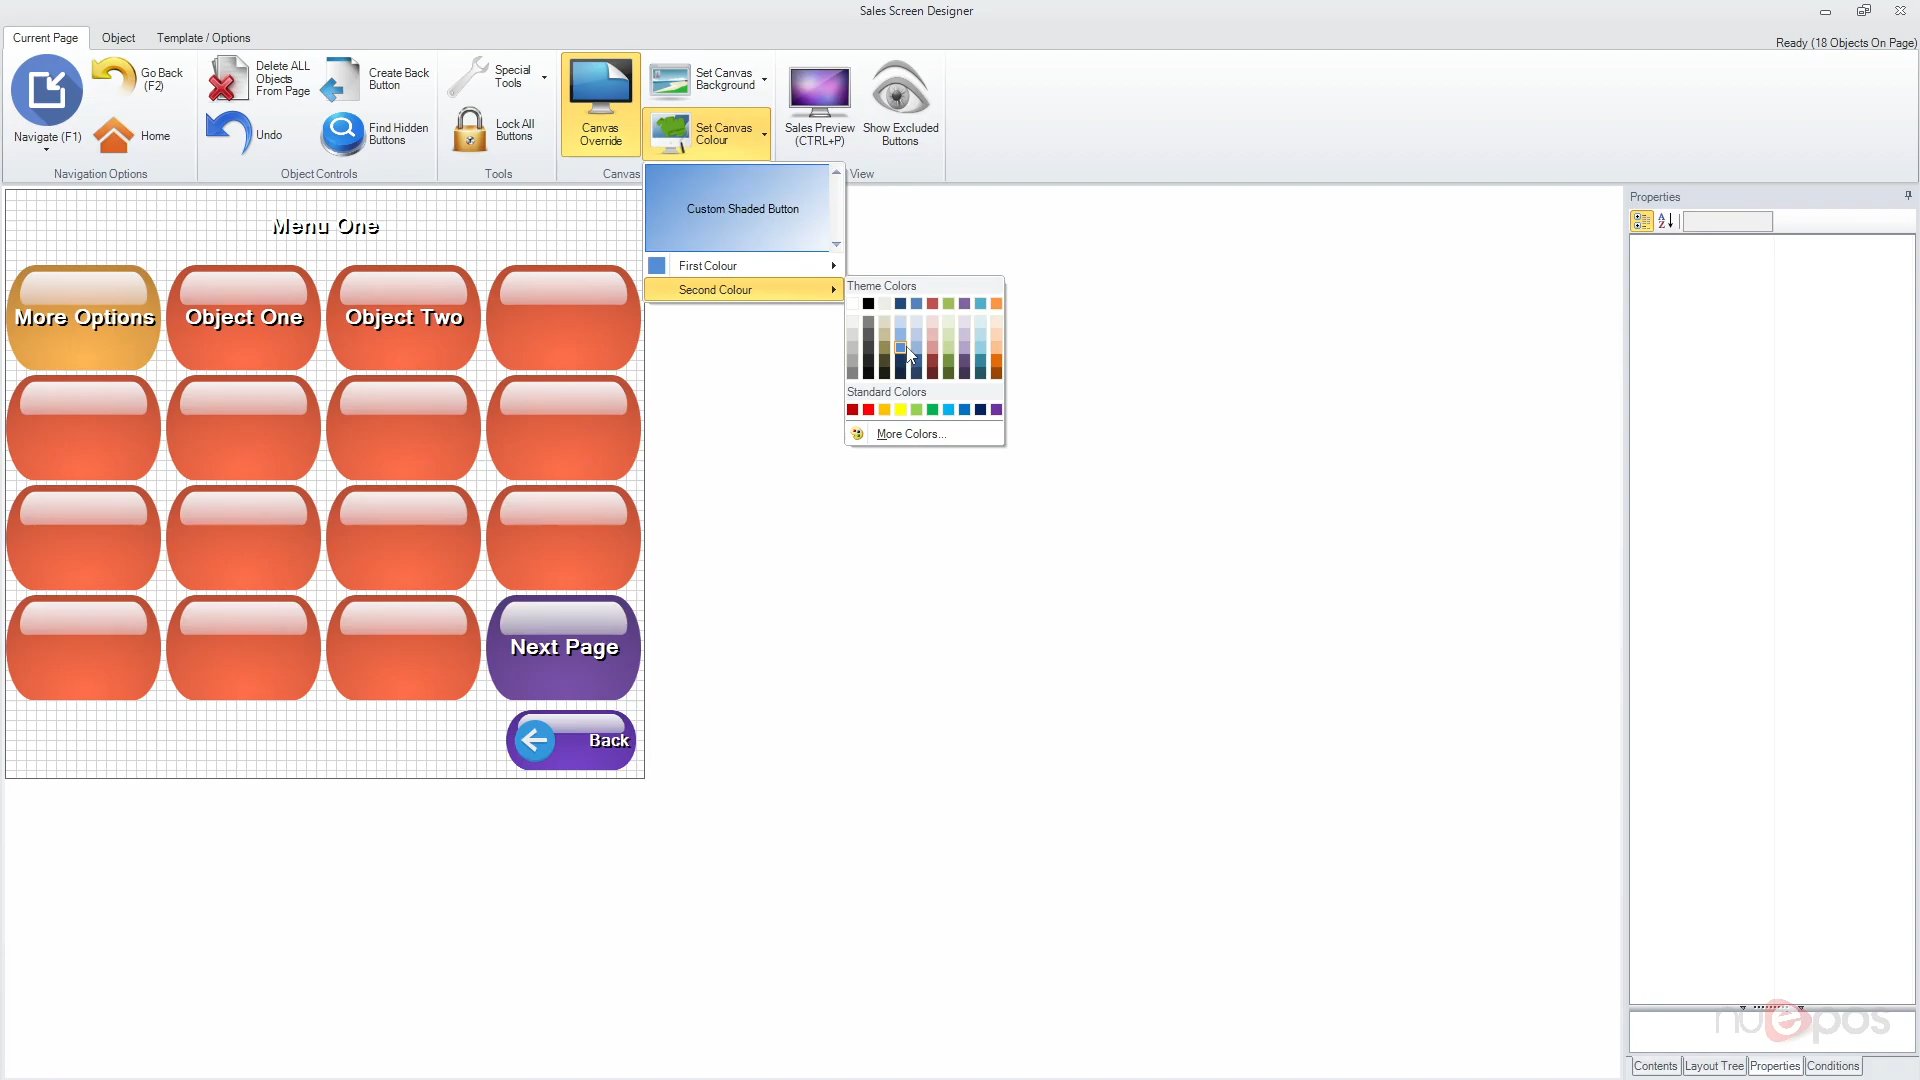 Sales Screen Designer
Current Page
Object
Template / Options
Ready (18 Objects On Page)
Navigate (F1)
Go Back
(F2)
Home
Navigation Options
Delete ALL
Objects
From Page
Undo
Create Back
Button
Find Hidden
Buttons
Object Controls
Special
Tools
Lock All
Buttons
Tools
Canvas
Override
Set Canvas
Background
Set Canvas
Colour
Canvas
Sales Preview
(CTRL+P)
Show Excluded
Buttons
View
Custom Shaded Button
First Colour
Second Colour
Theme Colors
Standard Colors
More Colors...
Menu One
More Options
Object One
Object Two
Next Page
Back
Properties
nuepos
Contents
Layout Tree
Properties
Conditions